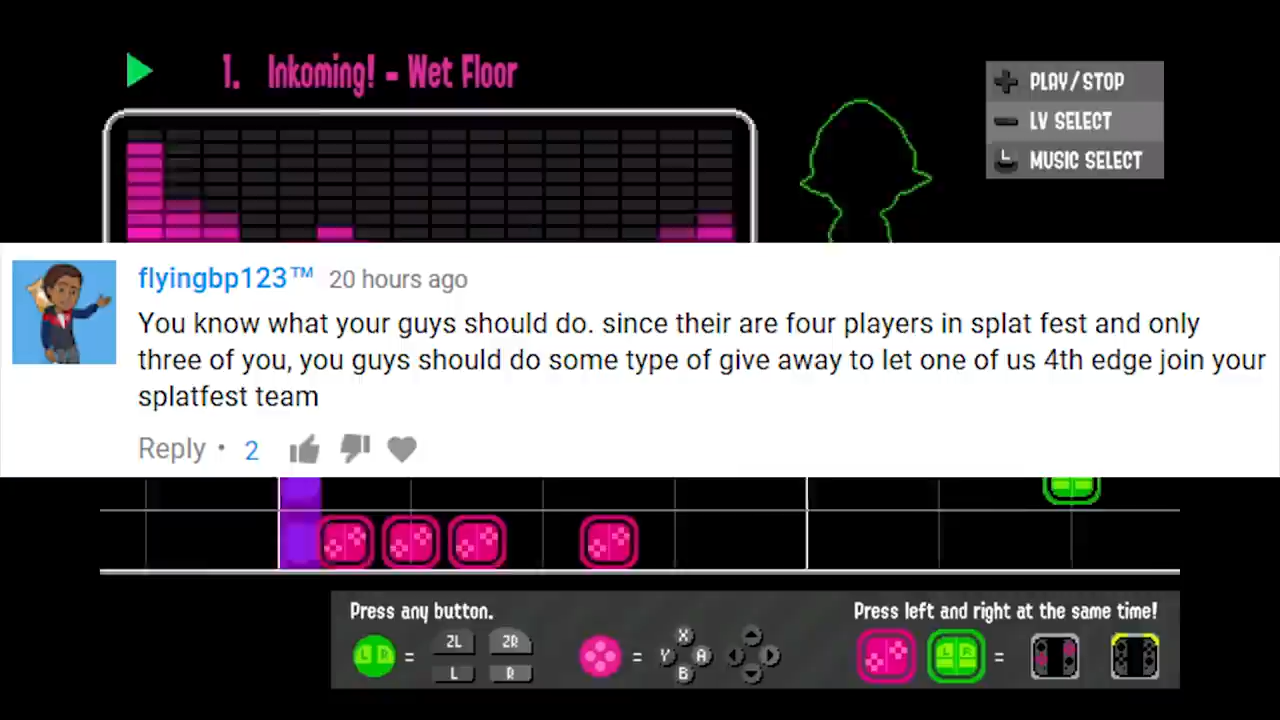 1. Inkoming! - Wet Floor
PLAY/STOP
LV SELECT
L MUSIC SELECT
flyingbp123™ 20 hours ago
You know what your guys should do. since their are four players in splat fest and only
three of you, you guys should do some type of give away to let one of us 4th edge join your
splatfest team
Reply • 2
Press any button.
Press left and right at the same time!
L R = ZL ZR L R = X Y A B L R =